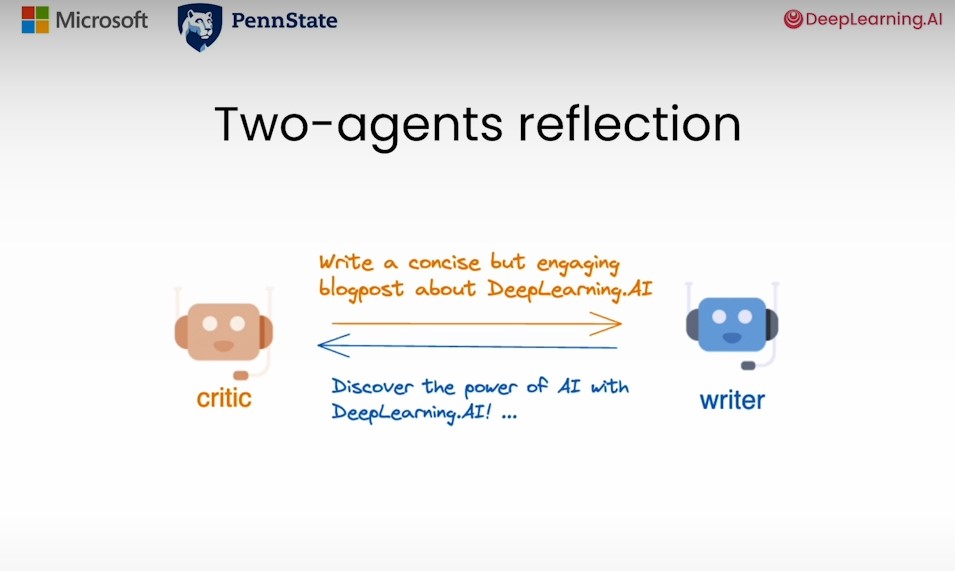 Microsoft
PennState
DeepLearning.AI
Two-agents reflection
Write a concise but engaging
blogpost about DeepLearning.AI
Discover the power of AI with
DeepLearning.AI! ...
critic
writer